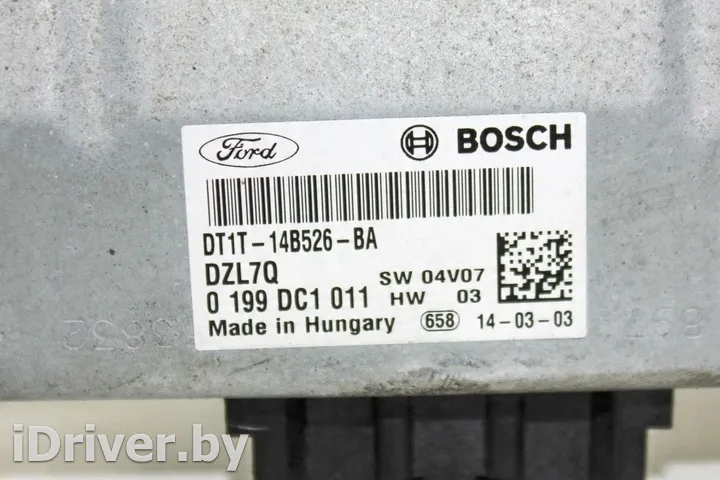 Ford
BOSCH
DT1T-14B526-BA
DZL7Q
SW 04V07
0 199 DC1 011
HW 03
Made in Hungary
658
14-03-03
iDriver.by